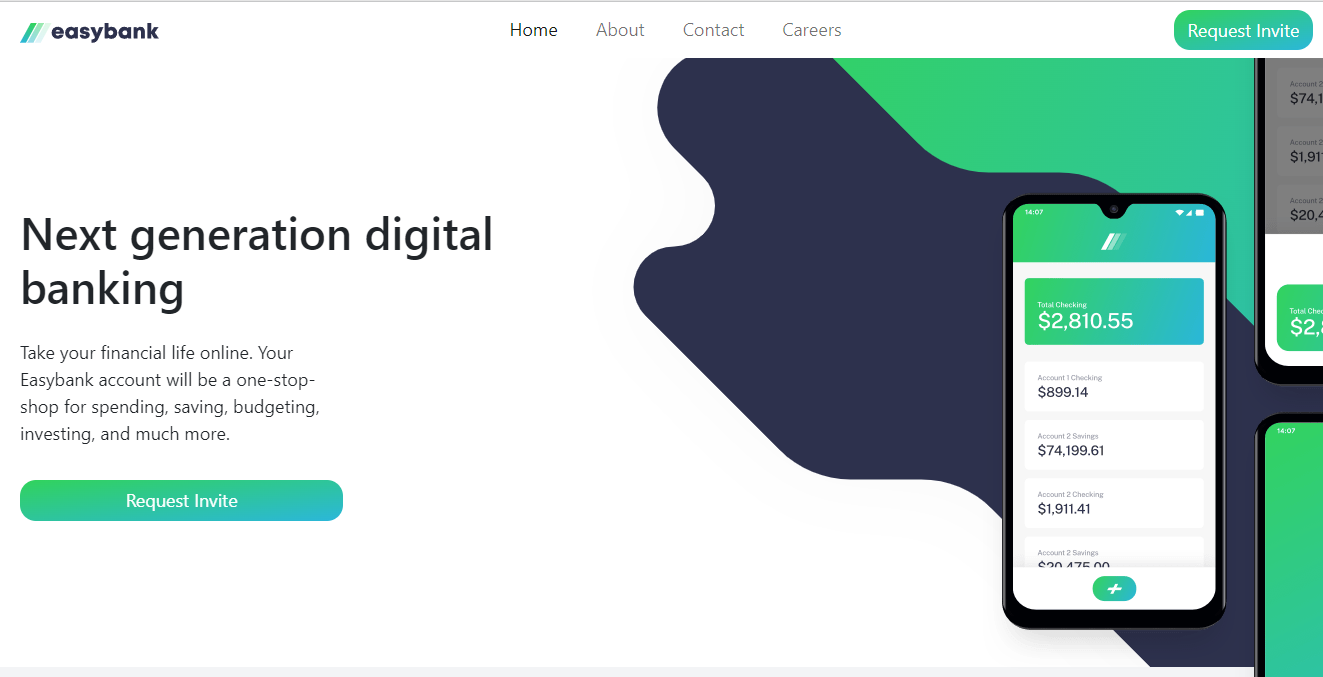 easybank
Home
About
Contact
Careers
Request Invite
Next generation digital
banking
Take your financial life online. Your
Easybank account will be a one-stop-
shop for spending, saving, budgeting,
investing, and much more.
Request Invite
14:07
Total Checking
$2,810.55
Account 1 Checking
$899.14
Account 2 Savings
$74,199.61
Account 2 Checking
$1,911.41
Account 2 Savings
$20,475.00
Account 2
$74,1
Account 2
$1,911
Account 2
$20,4
Total Chec
$2,8
14:07